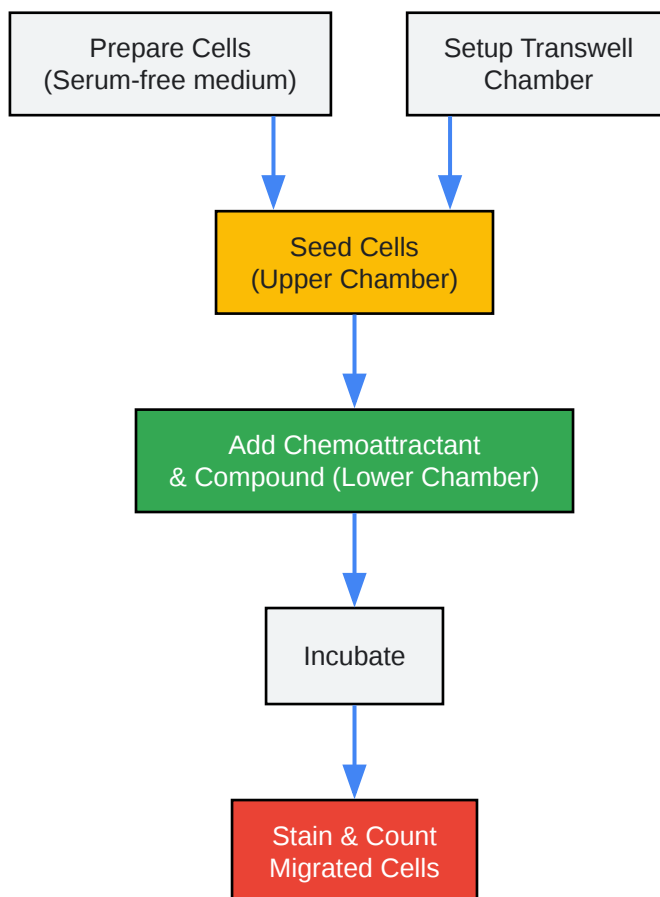 Prepare Cells
(Serum-free medium)
Setup Transwell
Chamber
Seed Cells
(Upper Chamber)
Add Chemoattractant
& Compound (Lower Chamber)
Incubate
Stain & Count
Migrated Cells